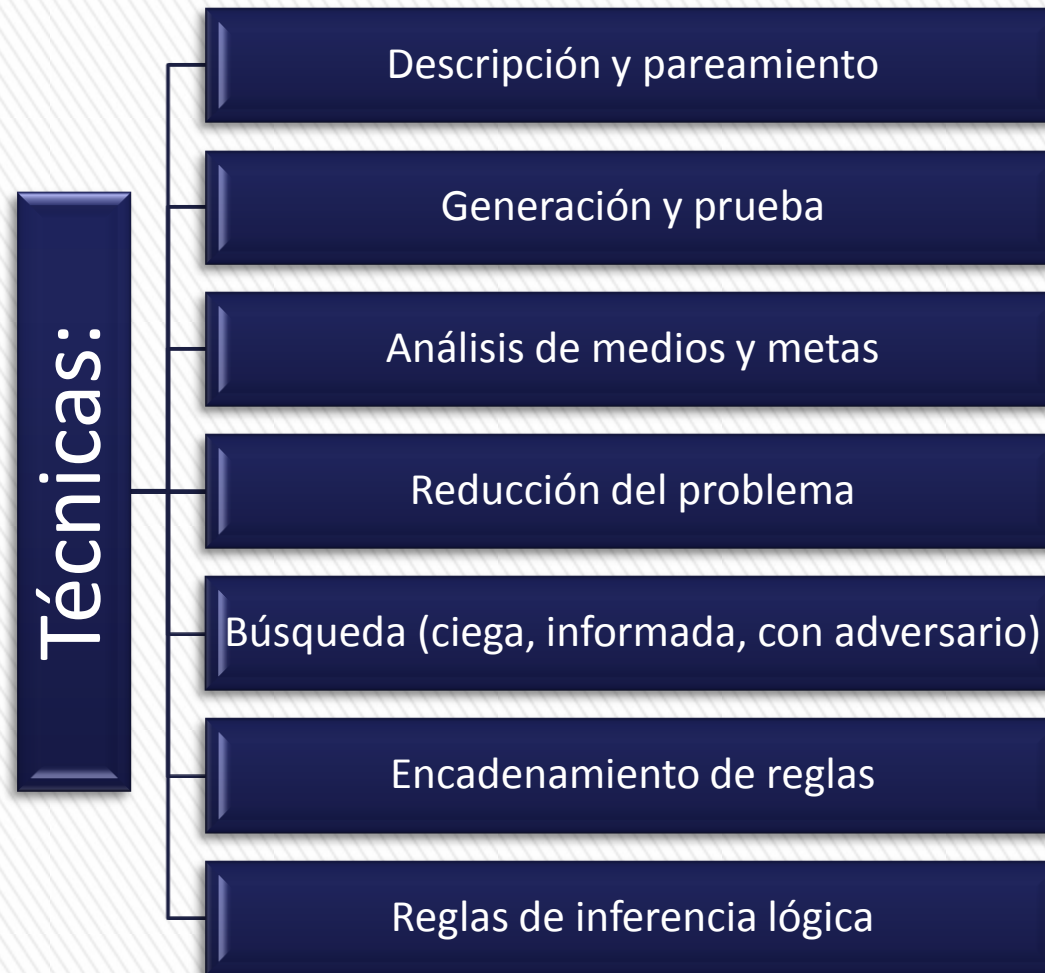 Técnicas:
Descripción y pareamiento
Generación y prueba
Análisis de medios y metas
Reducción del problema
Búsqueda (ciega, informada, con adversario)
Encadenamiento de reglas
Reglas de inferencia lógica